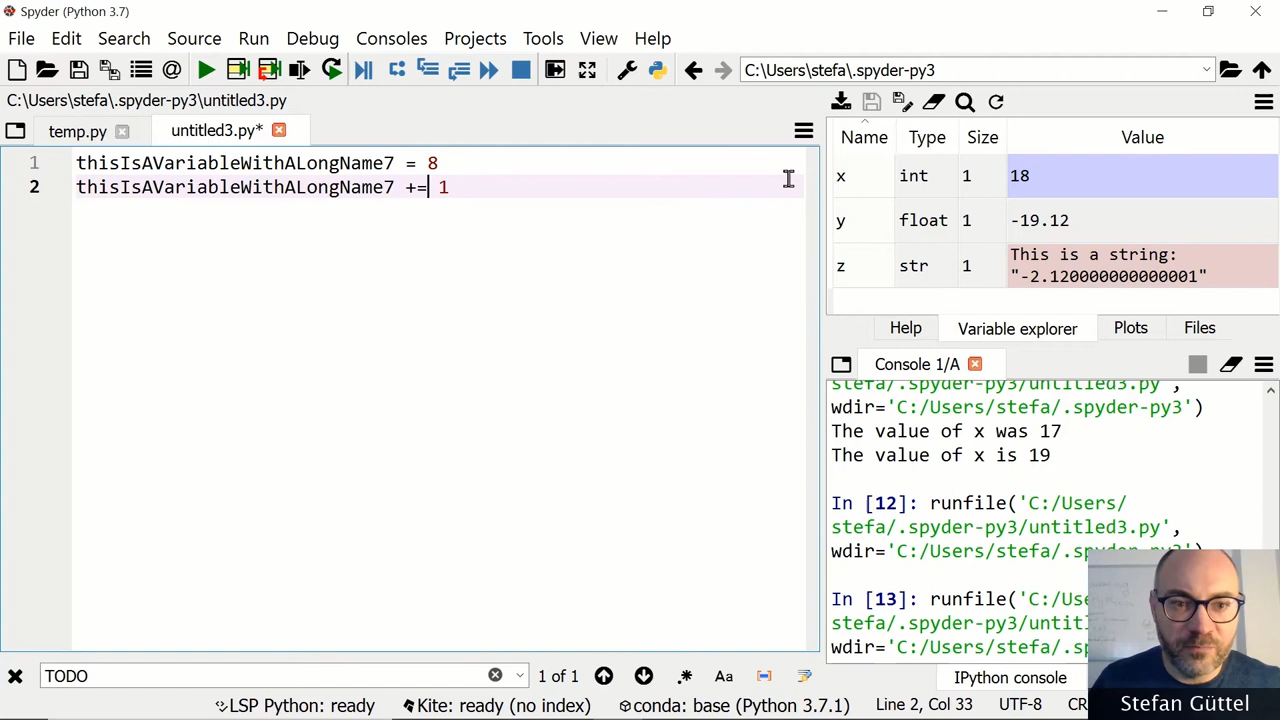 Spyder (Python 3.7)
File Edit Search Source Run Debug Consoles Projects Tools View Help
C:\Users\stefa\.spyder-py3
C:\Users\stefa\.spyder-py3\untitled3.py
temp.py untitled3.py*
1 thisIsAVariableWithALongName7 = 8
2 thisIsAVariableWithALongName7 += 1
Name Type Size Value
x int 1 18
y float 1 -19.12
z str 1 This is a string:
"-2.120000000000001"
Help Variable explorer Plots Files
Console 1/A
stefa/.spyder-py3/untitled3.py',
wdir='C:/Users/stefa/.spyder-py3')
The value of x was 17
The value of x is 19
In [12]: runfile('C:/Users/
stefa/.spyder-py3/untitled3.py',
wdir='C:/Users/stefa/.spyder-py3')
In [13]: runfile('C:/Use
stefa/.spyder-py3/untit
wdir='C:/Users/stefa/.s
IPython console
TODO 1 of 1 .* Aa
LSP Python: ready Kite: ready (no index) conda: base (Python 3.7.1) Line 2, Col 33 UTF-8 CR
Stefan Güttel